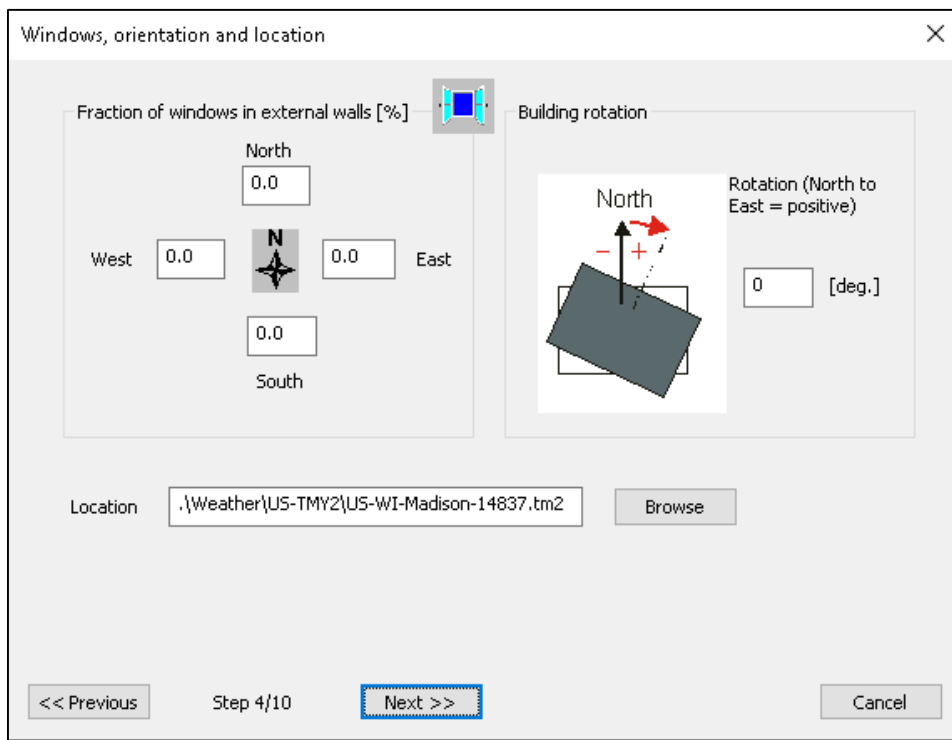 Windows, orientation and location
Fraction of windows in external walls [%]
North
0.0
West
0.0
N
0.0
East
0.0
South
Building rotation
North
- +
Rotation (North to
East = positive)
0
[deg.]
Location
.\Weather\US-TMY2\US-WI-Madison-14837.tm2
Browse
<< Previous
Step 4/10
Next >>
Cancel